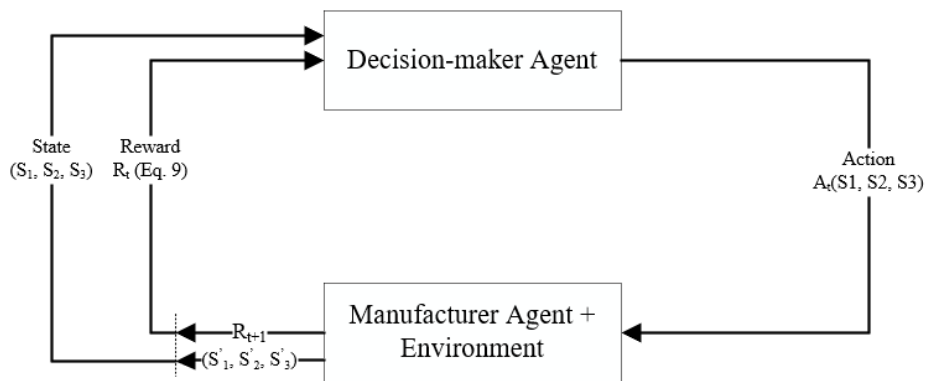 Decision-maker Agent
State
(S₁, S₂, S₃)
Reward
Rₜ (Eq. 9)
Action
Aₜ(S1, S2, S3)
Manufacturer Agent +
Environment
Rₜ₊₁
(S'₁, S'₂, S'₃)